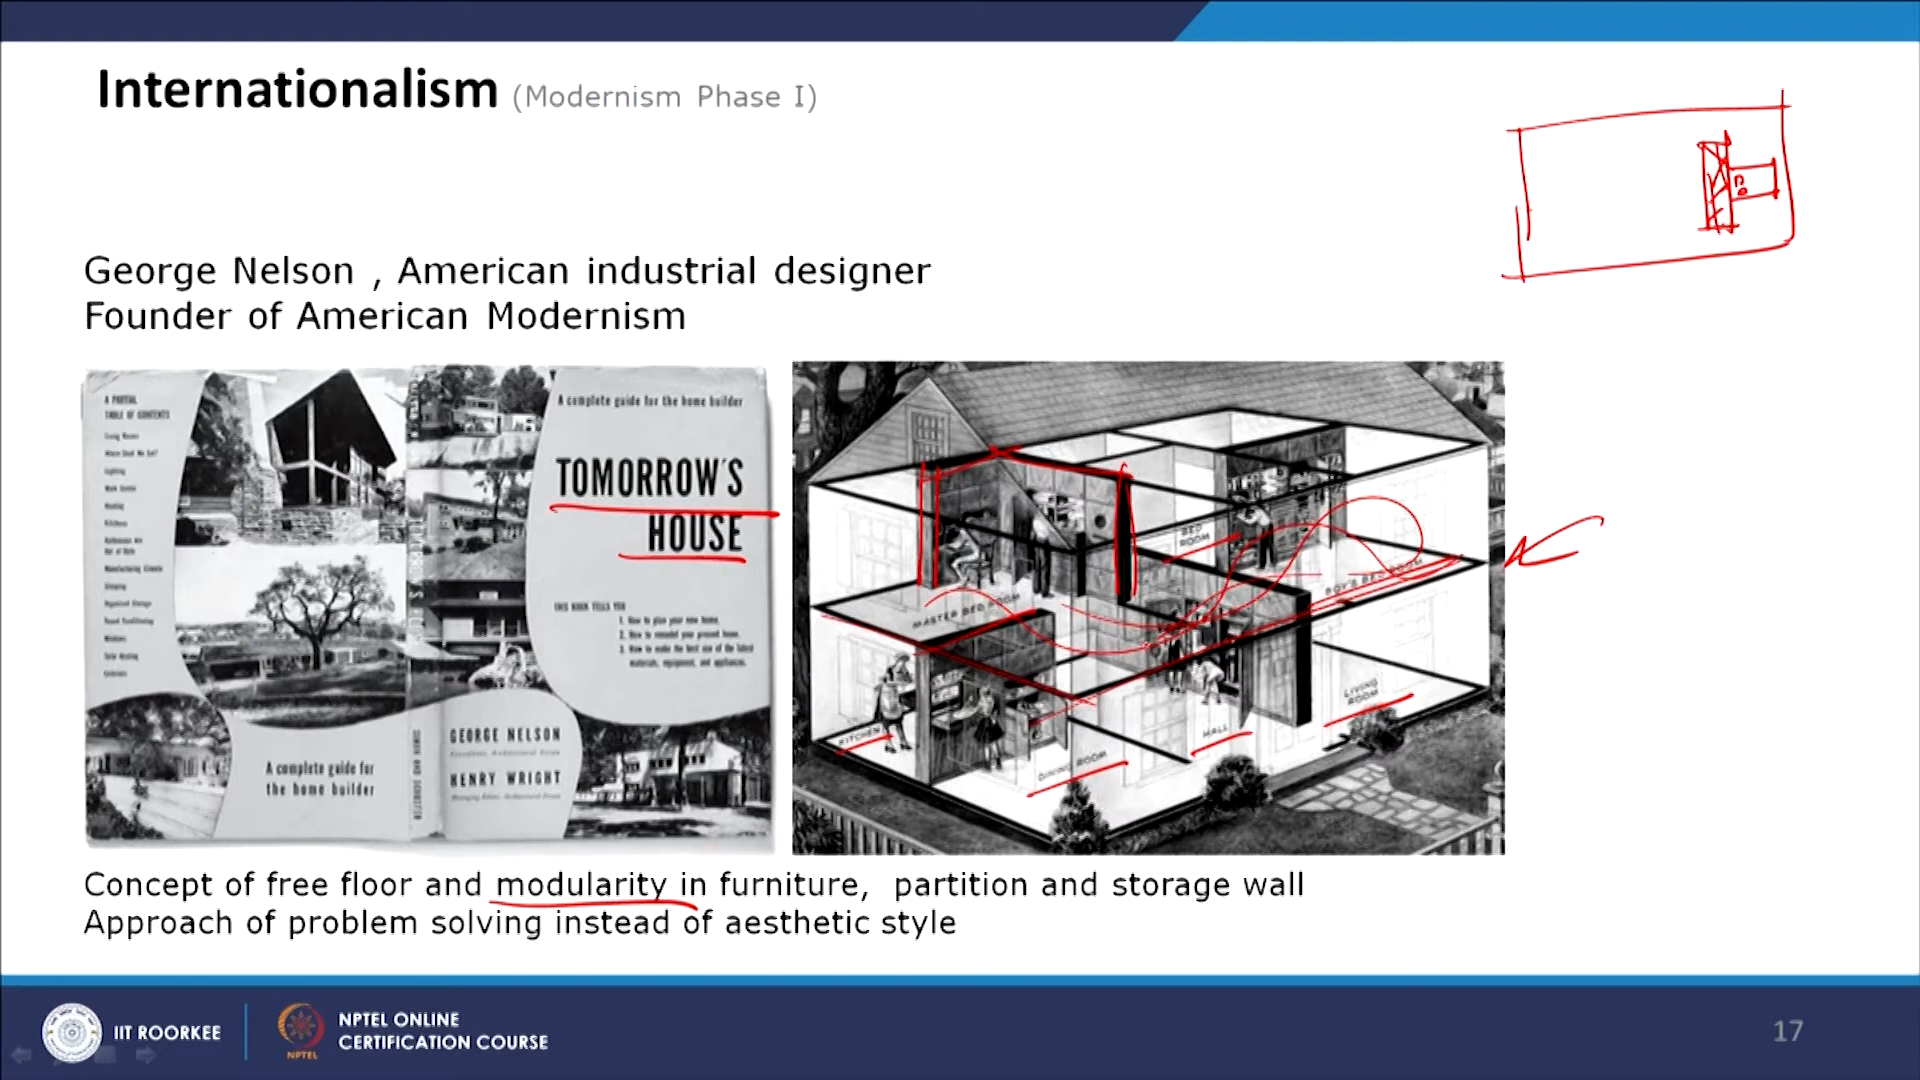 Internationalism (Modernism Phase I)
George Nelson , American industrial designer
Founder of American Modernism
A PARTIAL
TABLE OF CONTENTS
Living Rooms
Where Shall We Eat?
Lighting
Work Center
Heating
Kitchens
Bathrooms Are
Out of Date
Manufacturing Climate
Sleeping
Organized Storage
Sound Conditioning
Windows
Solar Heating
A complete guide for
the home builder
A complete guide for the home builder
TOMORROW'S
HOUSE
THIS BOOK TELLS YOU
1. How to plan your new home.
2. How to remodel your present home.
3. How to make the best use of the latest
materials, equipment, and appliances.
GEORGE NELSON
HENRY WRIGHT
SIMON AND SCHUSTER
BED
ROOM
BOY'S BED ROOM
MASTER BED ROOM
KITCHEN
DINING ROOM
HALL
LIVING
ROOM
Concept of free floor and modularity in furniture, partition and storage wall
Approach of problem solving instead of aesthetic style
IIT ROORKEE
NPTEL
NPTEL ONLINE
CERTIFICATION COURSE
17